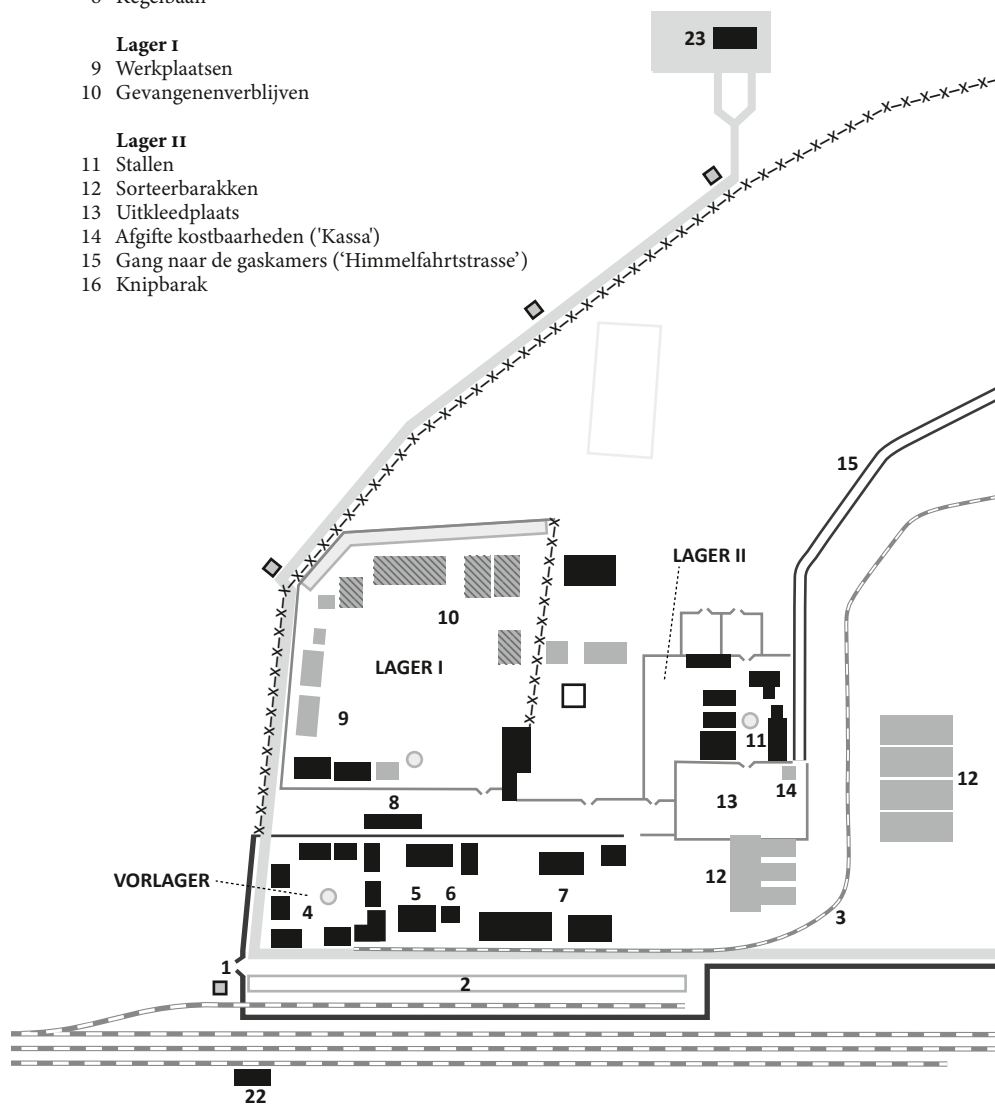 8 Kegelbaan
Lager I
9 Werkplaatsen
10 Gevangenenverblijven
Lager II
11 Stallen
12 Sorteerbarakken
13 Uitkleedplaats
14 Afgifte kostbaarheden ('Kassa')
15 Gang naar de gaskamers (‘Himmelfahrtstrasse’)
16 Knipbarak
23
15
LAGER II
10
LAGER I
9
11
12
14
13
8
12
VORLAGER
5
6
7
4
3
1
2
22